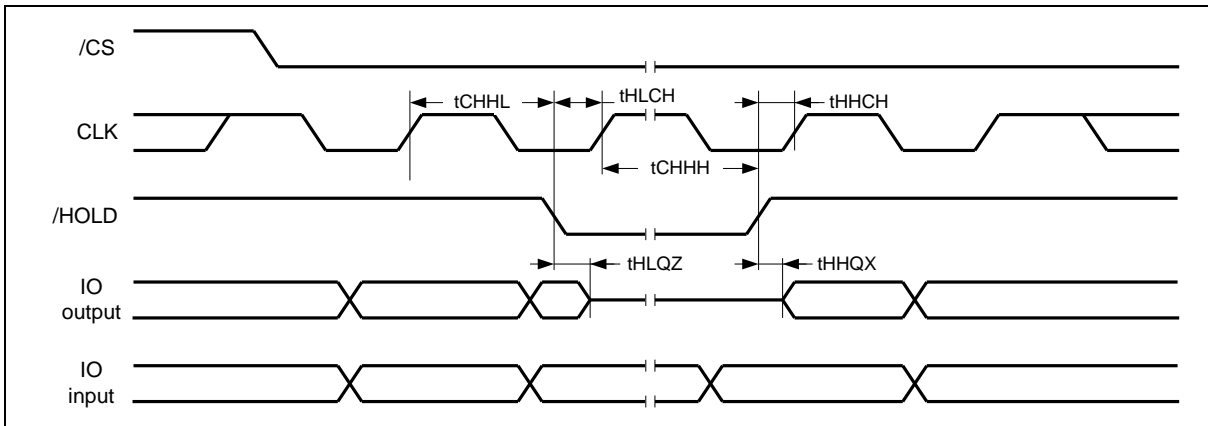 /CS
tCHHL
tHLCH
tHHCH
CLK
tCHHH
/HOLD
tHLQZ
tHHQX
IO
output
IO
input